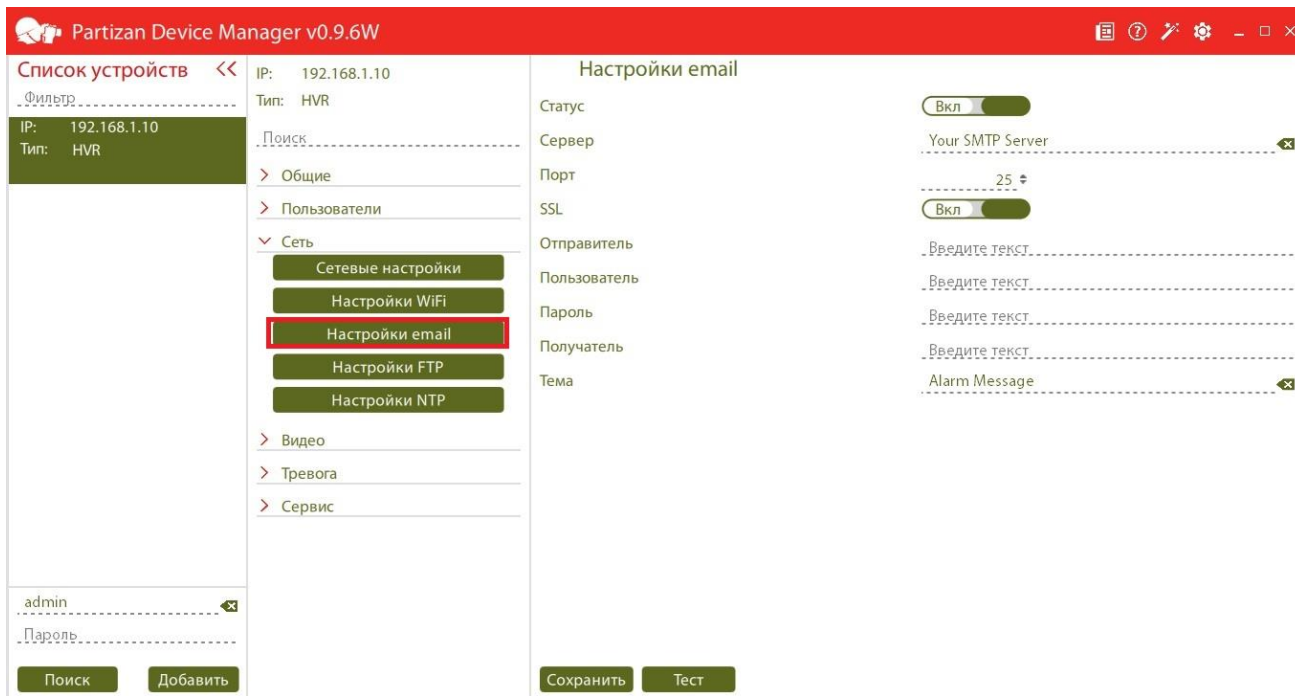 Partizan Device Manager v0.9.6W
Список устройств <<
Фильтр
IP: 192.168.1.10
Тип: HVR
admin
Пароль
Поиск Добавить
IP: 192.168.1.10
Тип: HVR
Поиск
Общие
Пользователи
Сеть
Сетевые настройки
Настройки WiFi
Настройки email
Настройки FTP
Настройки NTP
Видео
Тревога
Сервис
Настройки email
Статус Вкл
Сервер Your SMTP Server
Порт 25
SSL Вкл
Отправитель Введите текст
Пользователь Введите текст
Пароль Введите текст
Получатель Введите текст
Тема Alarm Message
Сохранить Тест